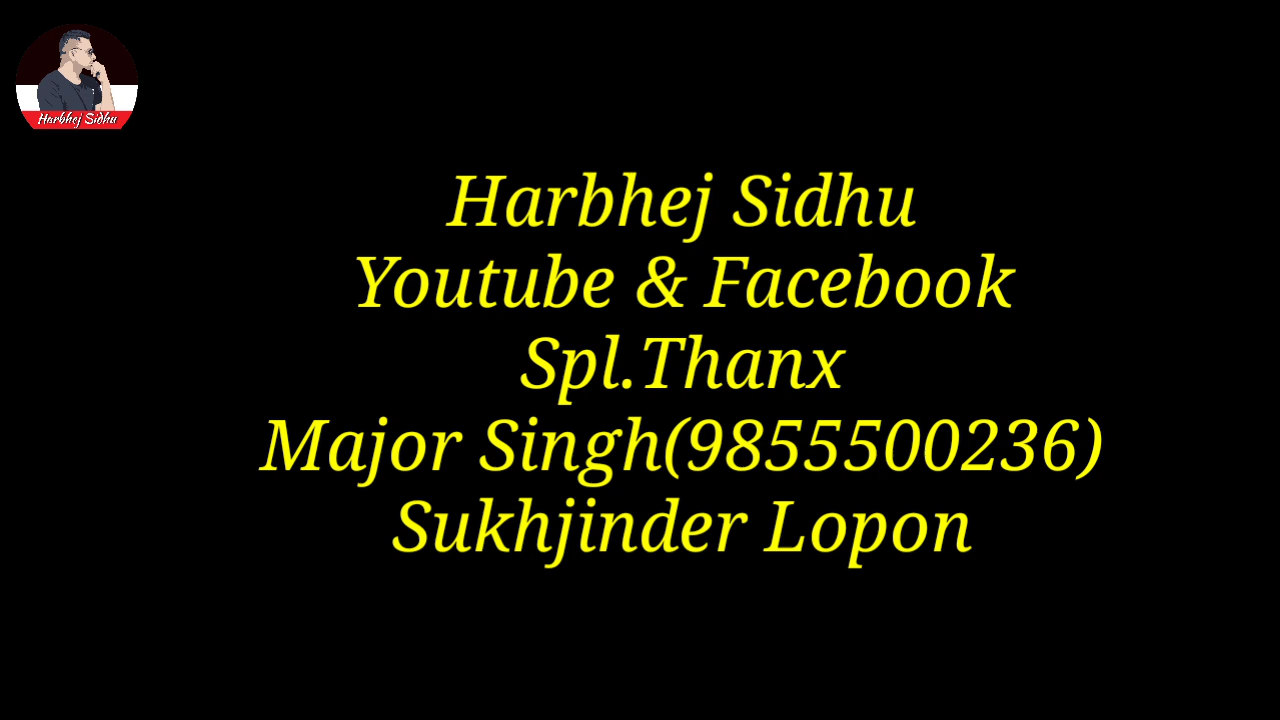 Harbhej Sidhu
Harbhej Sidhu
Youtube & Facebook
Spl.Thanx
Major Singh(9855500236)
Sukhjinder Lopon